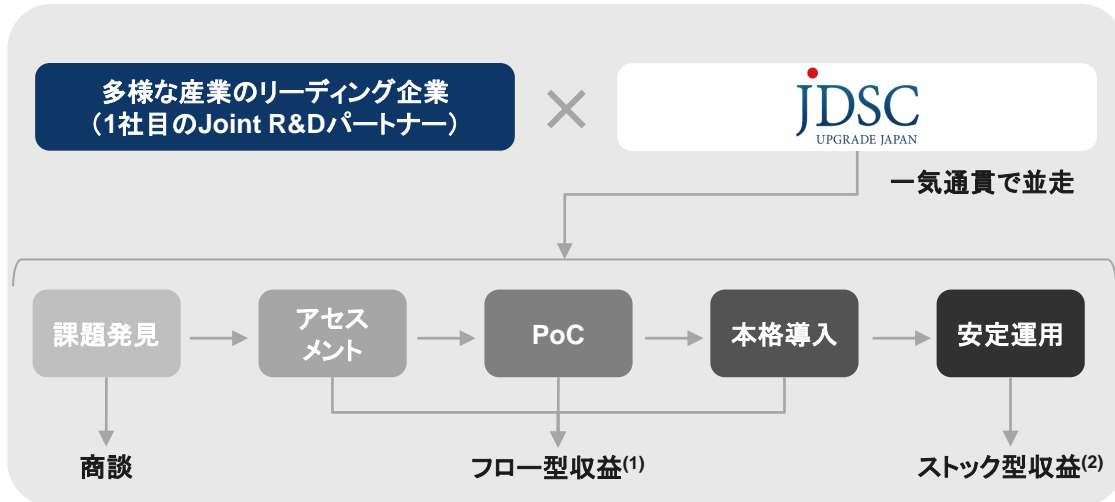 多様な産業のリーディング企業
（1社目のJoint R&Dパートナー）
×
JDSC
UPGRADE JAPAN
一気通貫で並走
課題発見
アセス
メント
PoC
本格導入
安定運用
商談
フロー型収益(1)
ストック型収益(2)